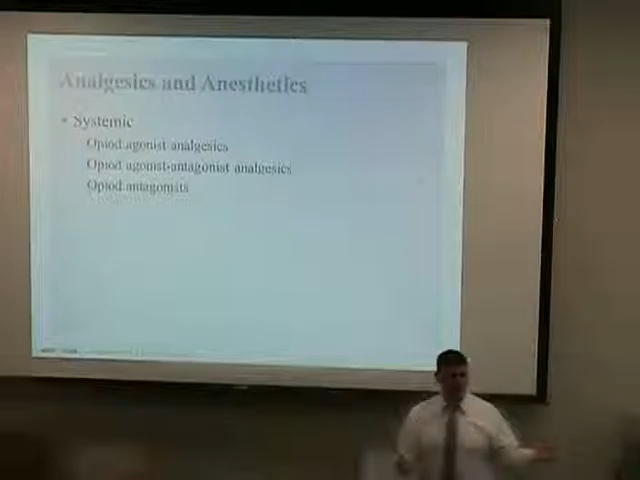 Analgesics and Anesthetics
• Systemic
Opiod agonist analgesics
Opiod agonist-antagonist analgesics
Opiod antagonists